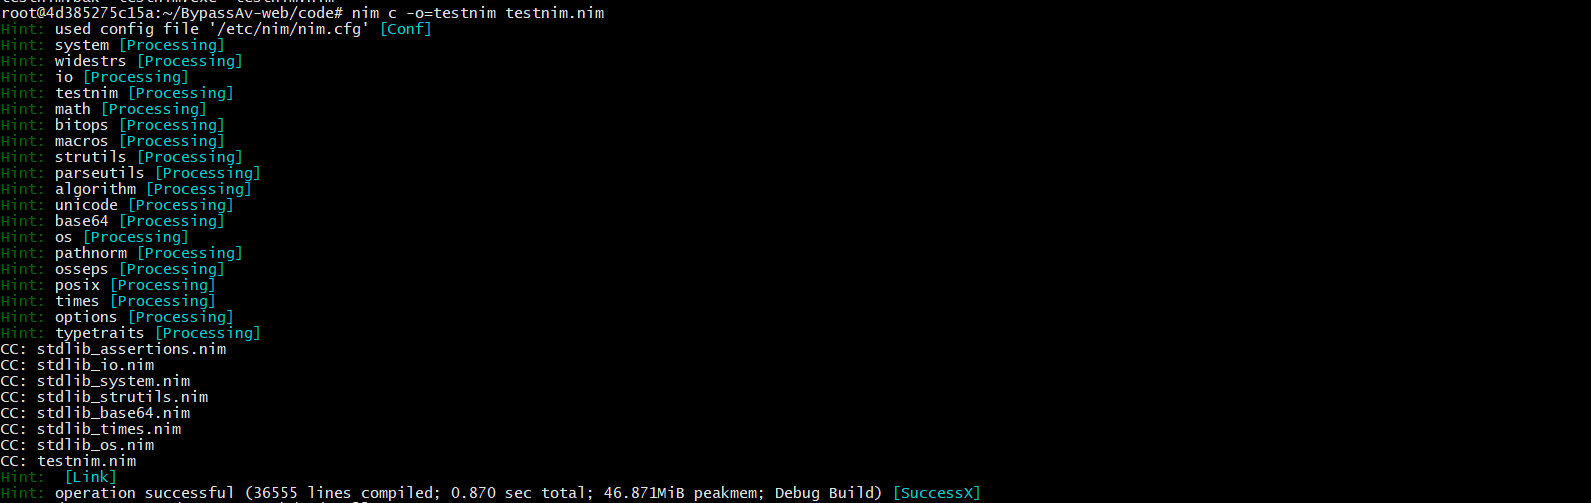 root@4d385275c15a:~/BypassAv-web/code# nim c -o=testnim testnim.nim
Hint: used config file '/etc/nim/nim.cfg' [Conf]
Hint: system [Processing]
Hint: widestrs [Processing]
Hint: io [Processing]
Hint: testnim [Processing]
Hint: math [Processing]
Hint: bitops [Processing]
Hint: macros [Processing]
Hint: strutils [Processing]
Hint: parseutils [Processing]
Hint: algorithm [Processing]
Hint: unicode [Processing]
Hint: base64 [Processing]
Hint: os [Processing]
Hint: pathnorm [Processing]
Hint: osseps [Processing]
Hint: posix [Processing]
Hint: times [Processing]
Hint: options [Processing]
Hint: typetraits [Processing]
CC: stdlib_assertions.nim
CC: stdlib_io.nim
CC: stdlib_system.nim
CC: stdlib_strutils.nim
CC: stdlib_base64.nim
CC: stdlib_times.nim
CC: stdlib_os.nim
CC: testnim.nim
Hint:  [Link]
Hint: operation successful (36555 lines compiled; 0.870 sec total; 46.871MiB peakmem; Debug Build) [SuccessX]